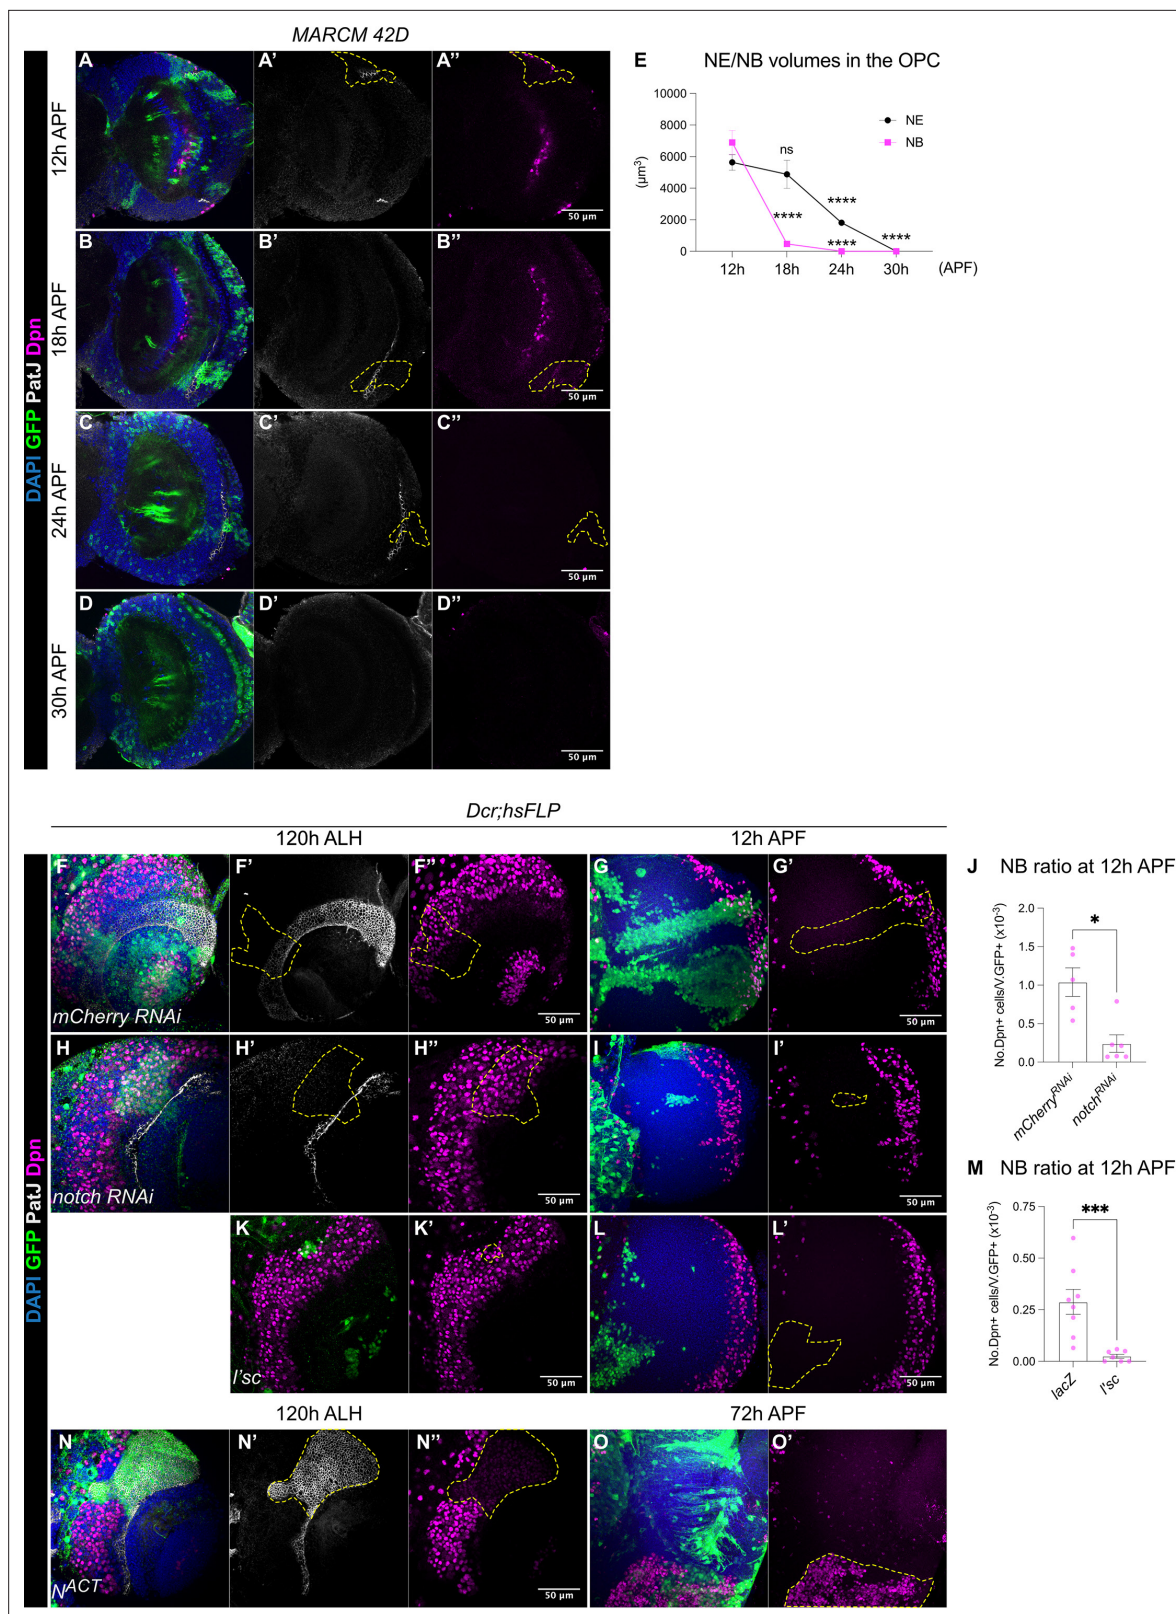 MARCM 42D
DAPI GFP PatJ Dpn
12h APF
A
A'
A"
50 µm
18h APF
B
B'
B"
50 µm
24h APF
C
C'
C"
50 µm
30h APF
D
D'
D"
50 µm
E NE/NB volumes in the OPC
(µm³)
10000
8000
6000
4000
2000
0
NE
NB
ns
****
****
****
****
12h 18h 24h 30h (APF)
Dcr;hsFLP
120h ALH 12h APF
DAPI GFP PatJ Dpn
F
mCherry RNAi
F'
F"
50 µm
G
G'
50 µm
H
notch RNAi
H'
H"
50 µm
I
I'
50 µm
J NB ratio at 12h APF
No.Dpn+ cells/V.GFP+ (x10-3)
2.0
1.5
1.0
0.5
0.0
*
mCherryRNAi
notchRNAi
K
l'sc
K'
50 µm
L
L'
50 µm
M NB ratio at 12h APF
No.Dpn+ cells/V.GFP+ (x10-3)
0.75
0.50
0.25
0.00
***
lacZ
l'sc
120h ALH 72h APF
N
NACT
N'
N"
50 µm
O
O'